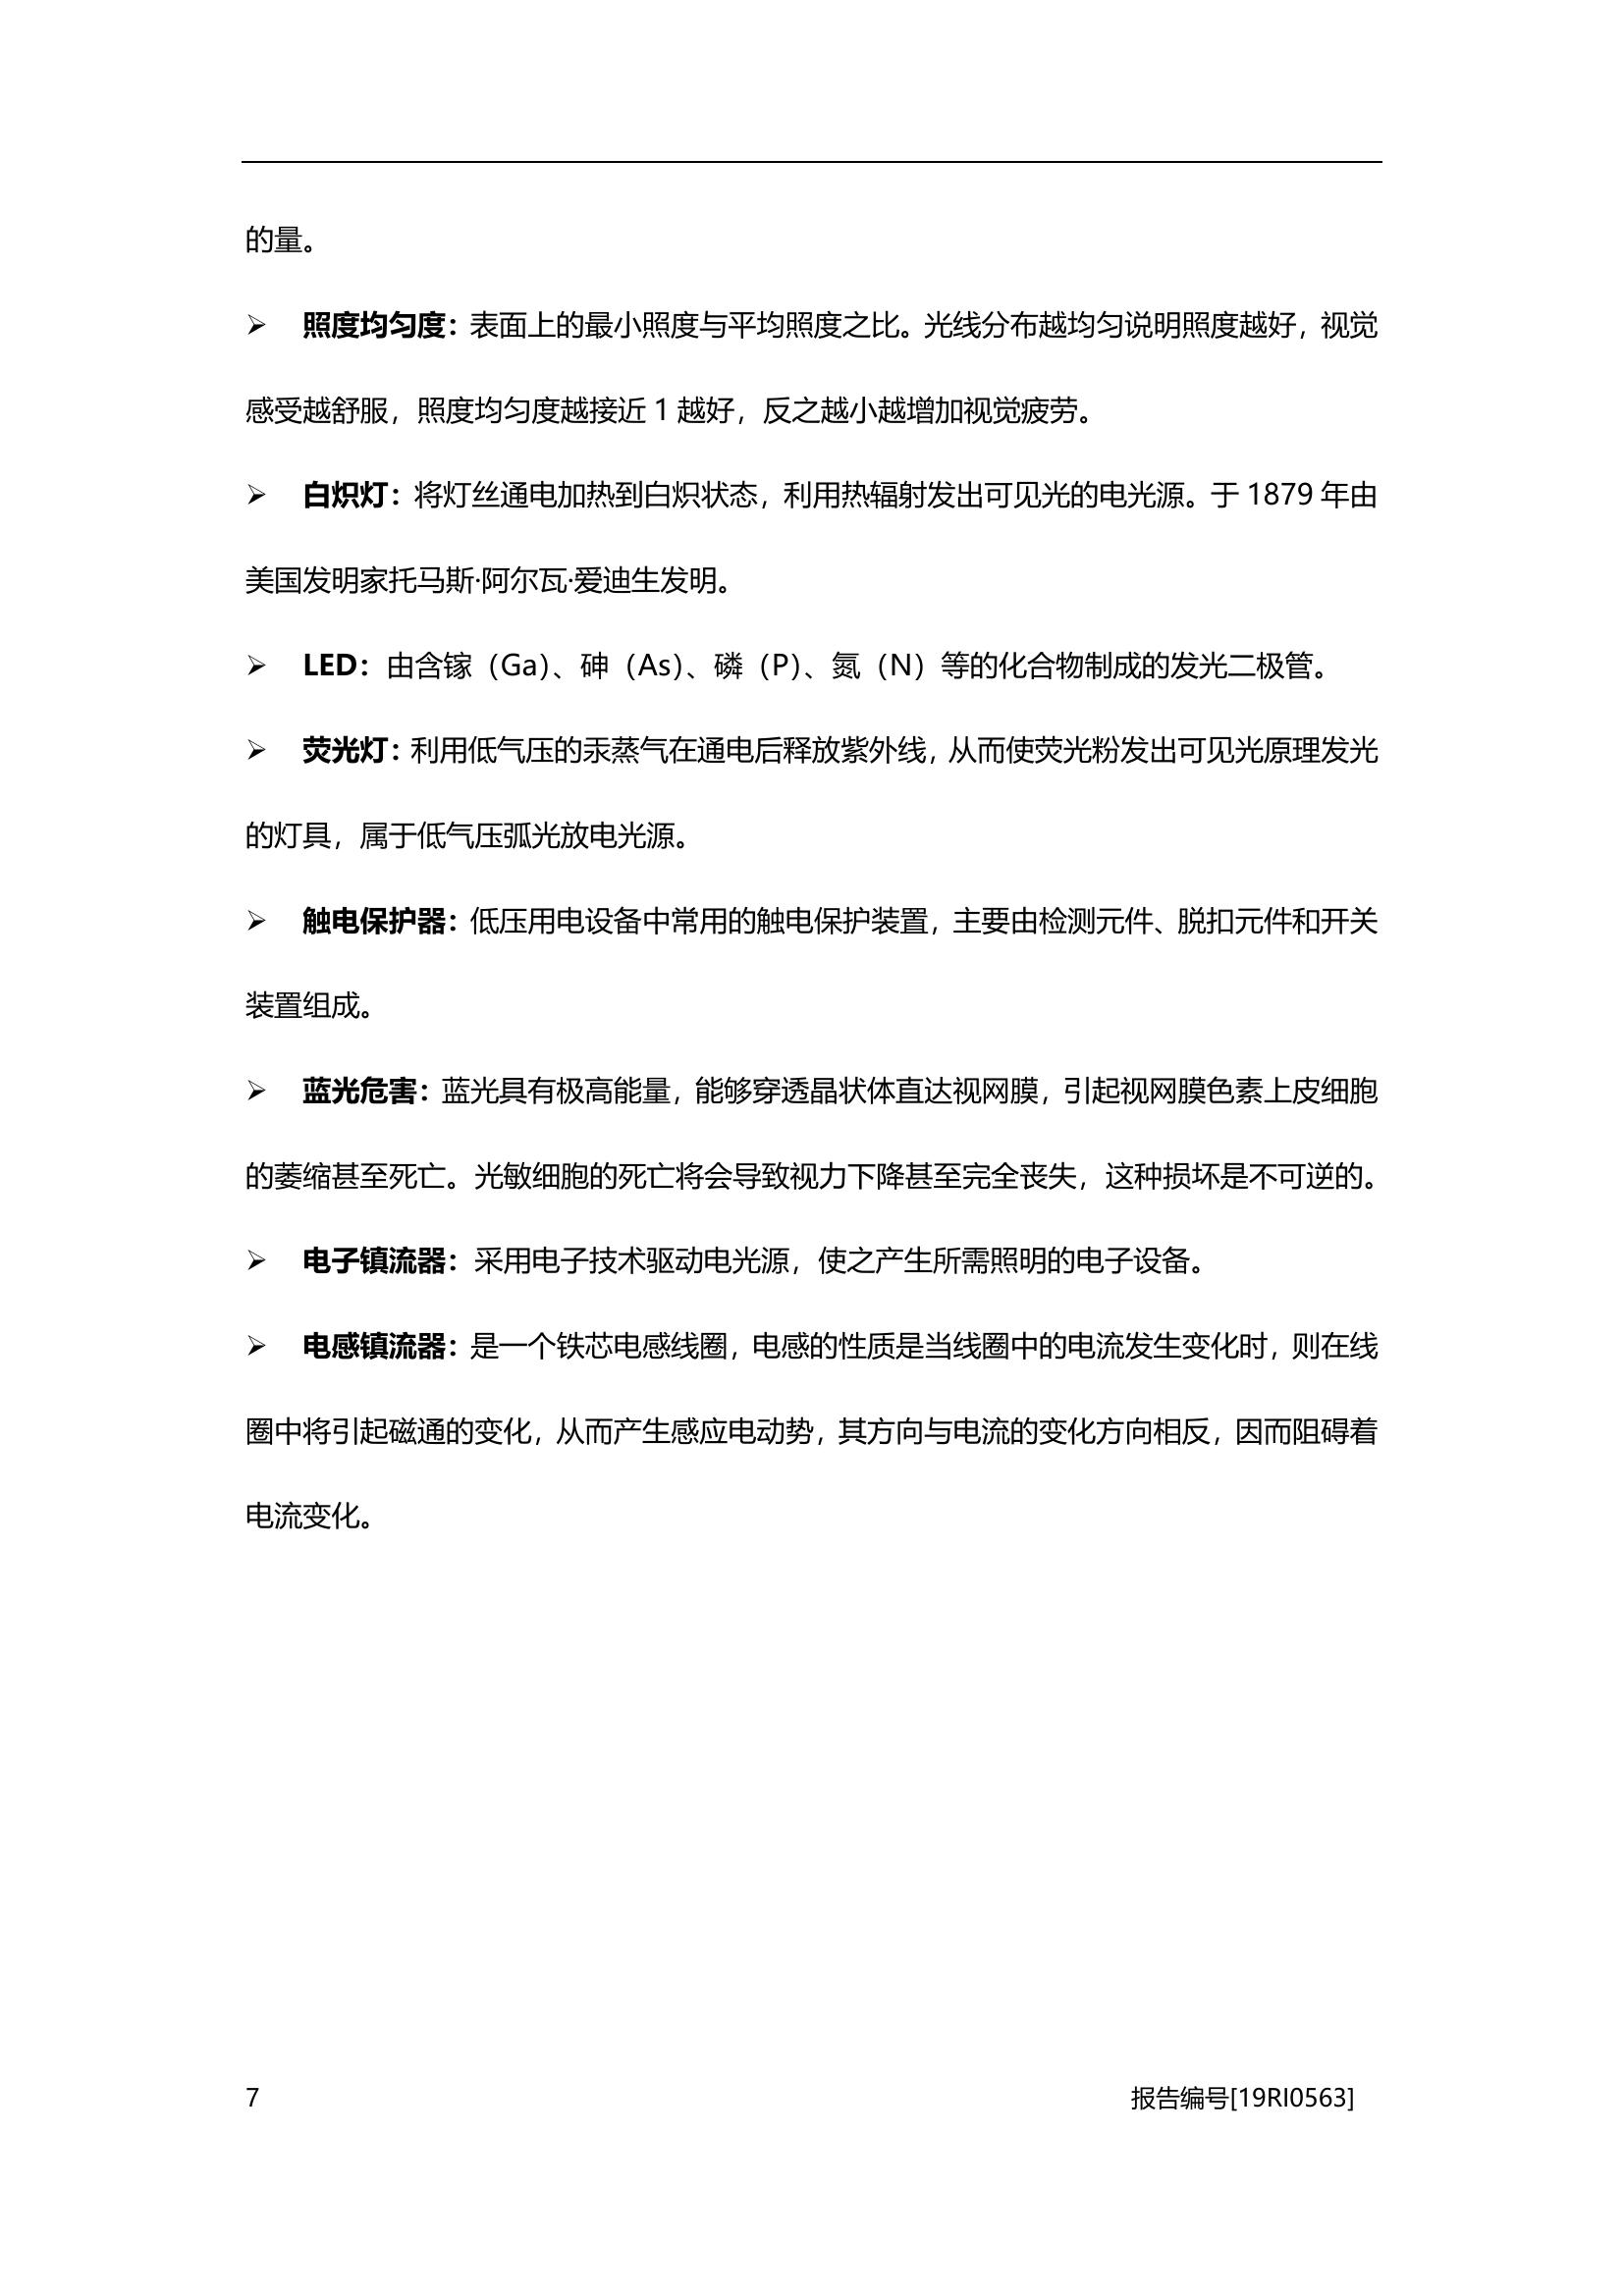 的量。
➢ 照度均匀度：表面上的最小照度与平均照度之比。光线分布越均匀说明照度越好，视觉
感受越舒服，照度均匀度越接近 1 越好，反之越小越增加视觉疲劳。
➢ 白炽灯：将灯丝通电加热到白炽状态，利用热辐射发出可见光的电光源。于 1879 年由
美国发明家托马斯·阿尔瓦·爱迪生发明。
➢ LED：由含镓（Ga）、砷（As）、磷（P）、氮（N）等的化合物制成的发光二极管。
➢ 荧光灯：利用低气压的汞蒸气在通电后释放紫外线，从而使荧光粉发出可见光原理发光
的灯具，属于低气压弧光放电光源。
➢ 触电保护器：低压用电设备中常用的触电保护装置，主要由检测元件、脱扣元件和开关
装置组成。
➢ 蓝光危害：蓝光具有极高能量，能够穿透晶状体直达视网膜，引起视网膜色素上皮细胞
的萎缩甚至死亡。光敏细胞的死亡将会导致视力下降甚至完全丧失，这种损坏是不可逆的。
➢ 电子镇流器：采用电子技术驱动电光源，使之产生所需照明的电子设备。
➢ 电感镇流器：是一个铁芯电感线圈，电感的性质是当线圈中的电流发生变化时，则在线
圈中将引起磁通的变化，从而产生感应电动势，其方向与电流的变化方向相反，因而阻碍着
电流变化。
7 报告编号[19RI0563]